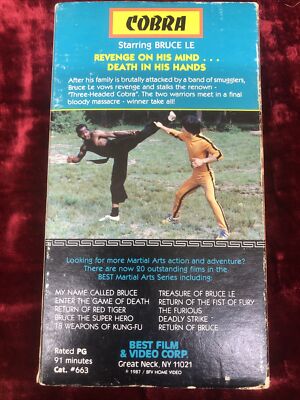 COBRA
Starring BRUCE LE
REVENGE ON HIS MIND . . .
DEATH IN HIS HANDS
After his family is brutally attacked by a band of smugglers,
Bruce Le vows revenge and stalks the renown -
"Three-Headed Cobra". The two warriors meet in a final
bloody massacre - winner take all!
Looking for more Martial Arts action and adventure?
There are now 20 outstanding films in the
BEST Martial Arts Series including:
MY NAME CALLED BRUCE
ENTER THE GAME OF DEATH
RETURN OF RED TIGER
BRUCE THE SUPER HERO
18 WEAPONS OF KUNG-FU
TREASURE OF BRUCE LE
RETURN OF THE FIST OF FURY
THE FURIOUS
DEADLY STRIKE
RETURN OF BRUCE
Rated PG
91 minutes
Cat. #663
BEST FILM
& VIDEO CORP.
Great Neck, NY 11021
© 1987 / BFV HOME VIDEO